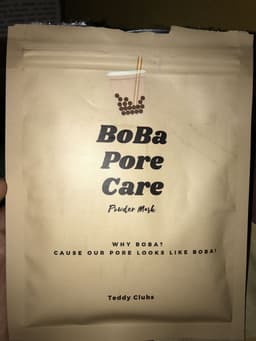 BoBa
Pore
Care
Powder Mask
WHY BOBA?
CAUSE OUR PORE LOOKS LIKE BOBA!
Teddy Clubs